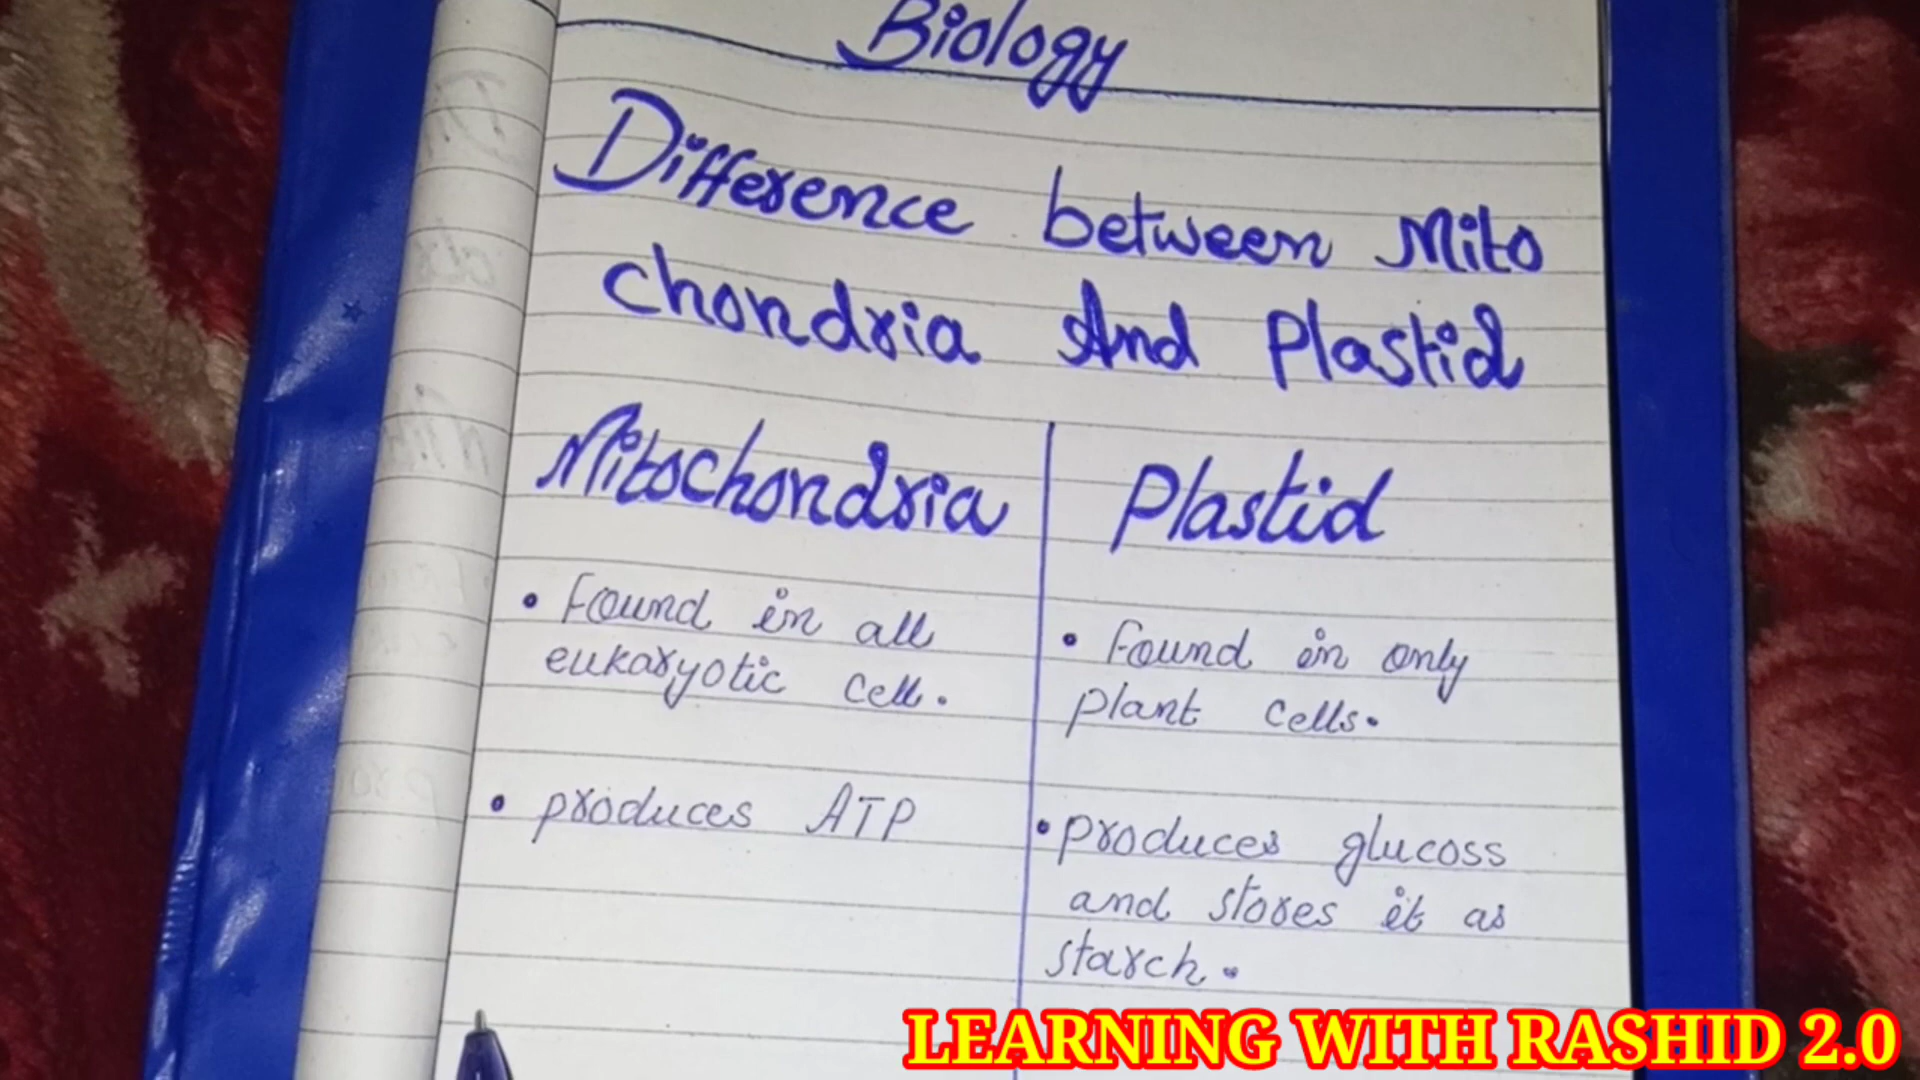 Biology
Difference between Mito
chondria And Plastid
Mitochondria
Plastid
• Found in all
eukaryotic cell.
• Found in only
plant cells.
• produces ATP
• produces glucoss
and stores it as
starch.
LEARNING WITH RASHID 2.0